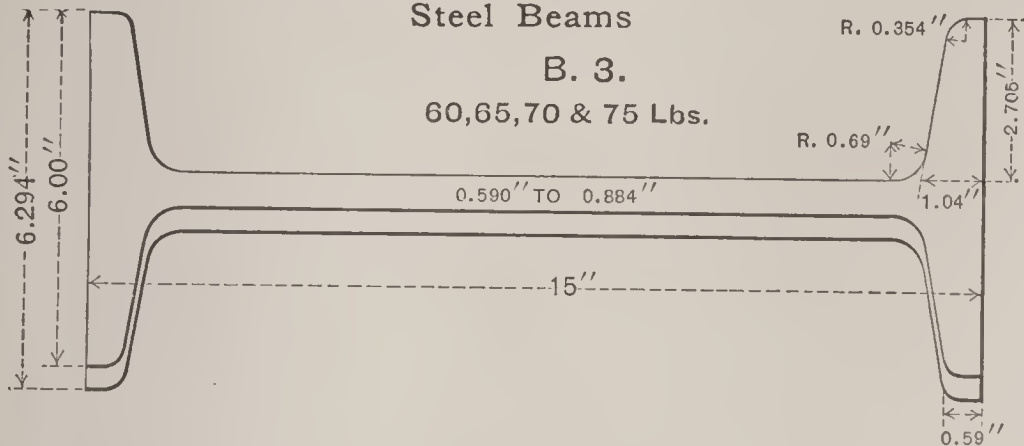 Steel Beams
B. 3.
60,65,70 & 75 Lbs.
R. 0.354″
2.705″
R. 0.69″
1.04″
0.590″ TO 0.884″
6.294″
6.00″
15″
0.59″